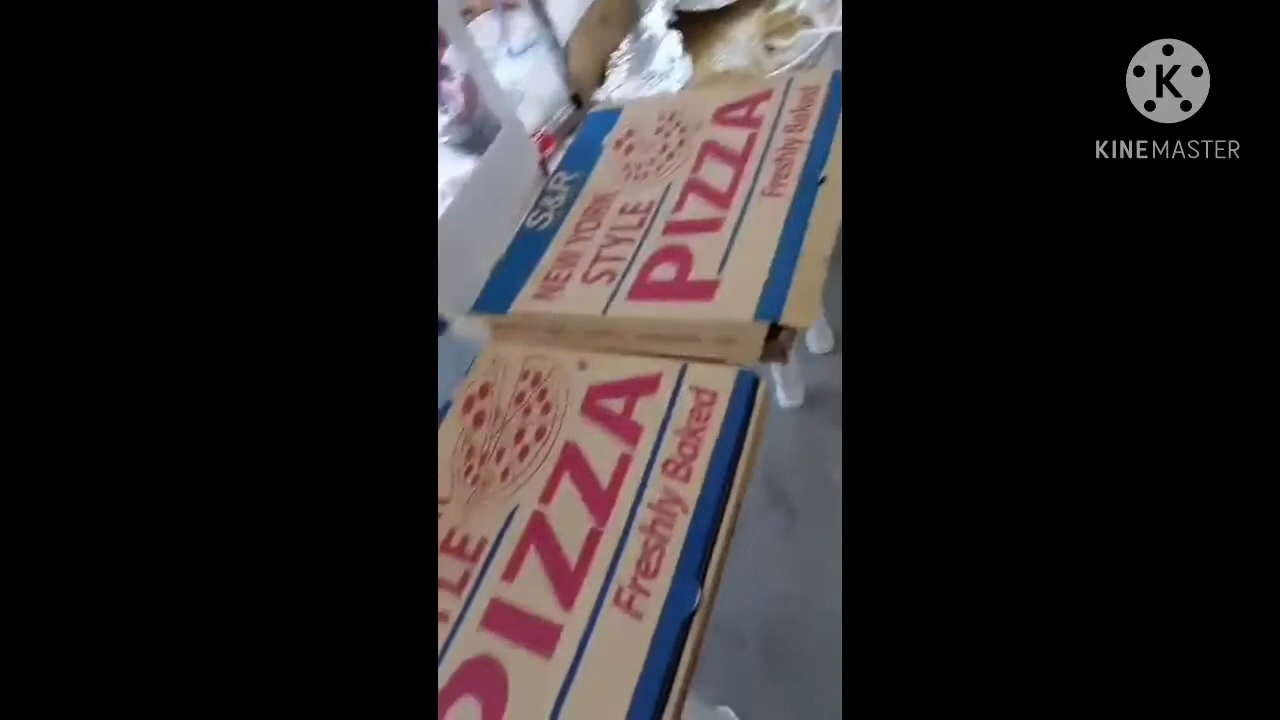 S&R
NEW YORK
STYLE
PIZZA
Freshly Baked
PIZZA
Freshly Baked
K
KINEMASTER